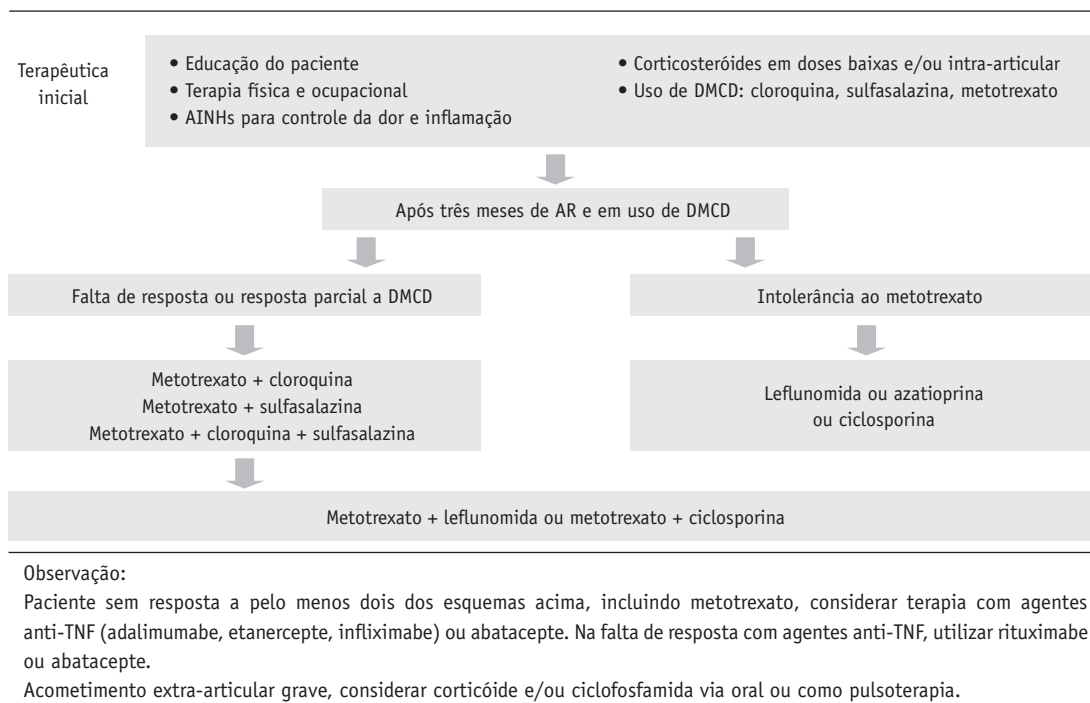 Terapêutica
inicial
• Educação do paciente
• Terapia física e ocupacional
• AINHs para controle da dor e inflamação
• Corticosteróides em doses baixas e/ou intra-articular
• Uso de DMCD: cloroquina, sulfasalazina, metotrexato
Após três meses de AR e em uso de DMCD
Falta de resposta ou resposta parcial a DMCD
Intolerância ao metotrexato
Metotrexato + cloroquina
Metotrexato + sulfasalazina
Metotrexato + cloroquina + sulfasalazina
Leflunomida ou azatioprina
ou ciclosporina
Metotrexato + leflunomida ou metotrexato + ciclosporina
Observação:
Paciente sem resposta a pelo menos dois dos esquemas acima, incluindo metotrexato, considerar terapia com agentes
anti-TNF (adalimumabe, etanercepte, infliximabe) ou abatacepte. Na falta de resposta com agentes anti-TNF, utilizar rituximabe
ou abatacepte.
Acometimento extra-articular grave, considerar corticóide e/ou ciclofosfamida via oral ou como pulsoterapia.